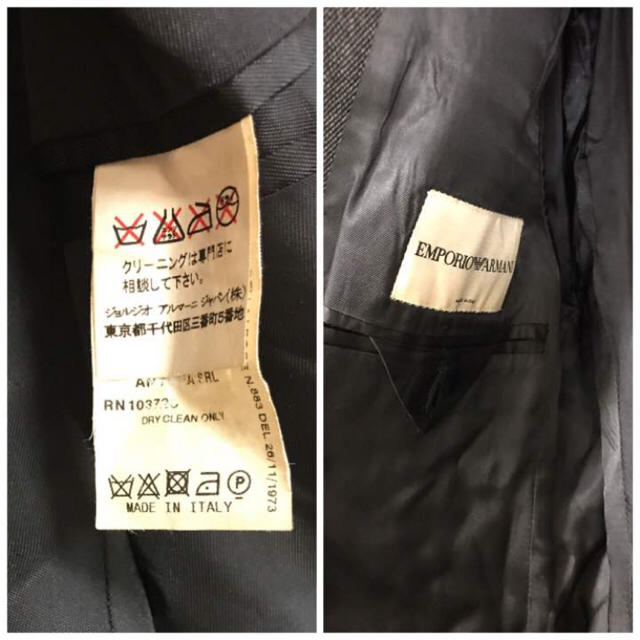 クリーニングは専門店に
相談して下さい。
ジョルジオ アルマーニ ジャパン(株)
東京都千代田区三番町5番地
SRL
DRY CLEAN ONLY
MADE IN ITALY
N.883 DEL 26/11/1973
EMPORIO ARMANI